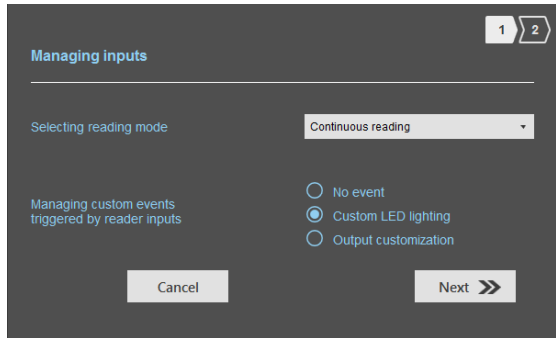 1 2
Managing inputs
Selecting reading mode
Continuous reading
Managing custom events
triggered by reader inputs
No event
Custom LED lighting
Output customization
Cancel
Next